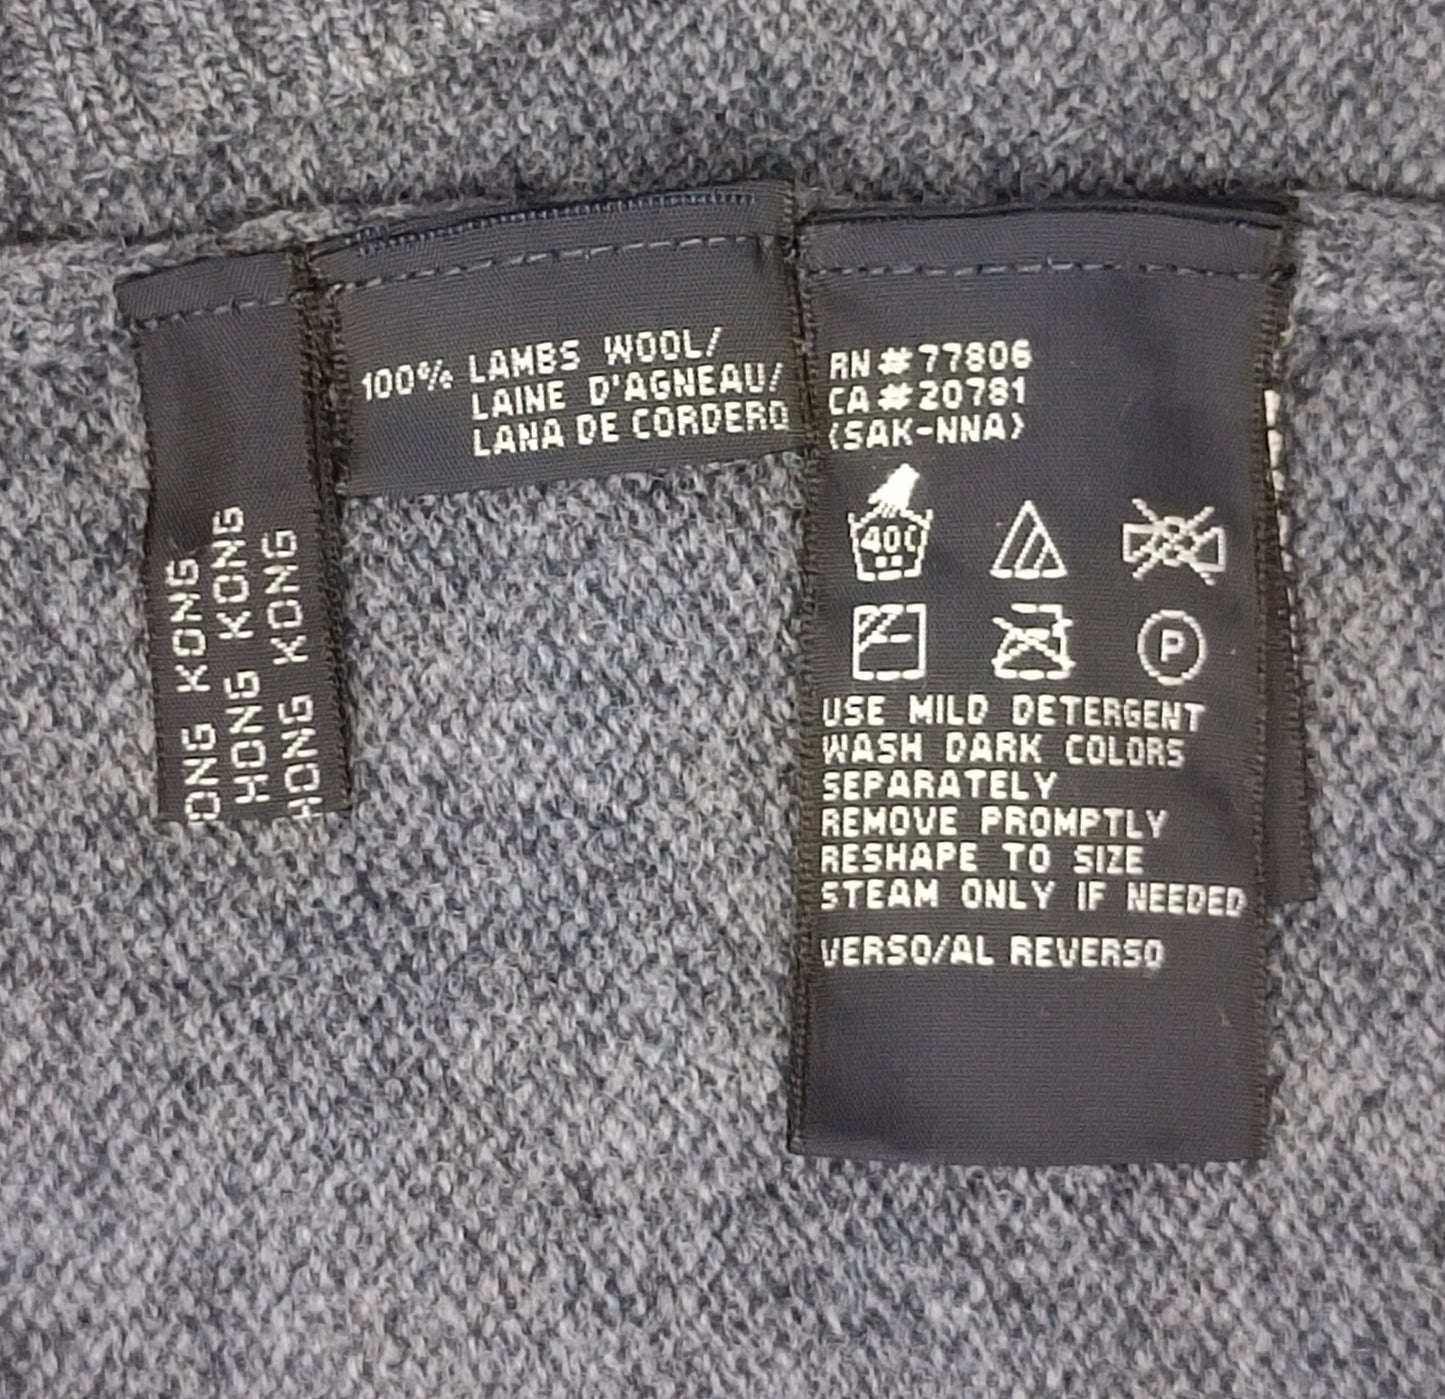 ONG KONG
HONG KONG
HONG KONG
100% LAMBS WOOL/
LAINE D'AGNEAU/
LANA DE CORDERO
RN#77806
CA#20781
(SAK-NNA)
40C
P
USE MILD DETERGENT
WASH DARK COLORS
SEPARATELY
REMOVE PROMPTLY
RESHAPE TO SIZE
STEAM ONLY IF NEEDED
VERSO/AL REVERSO